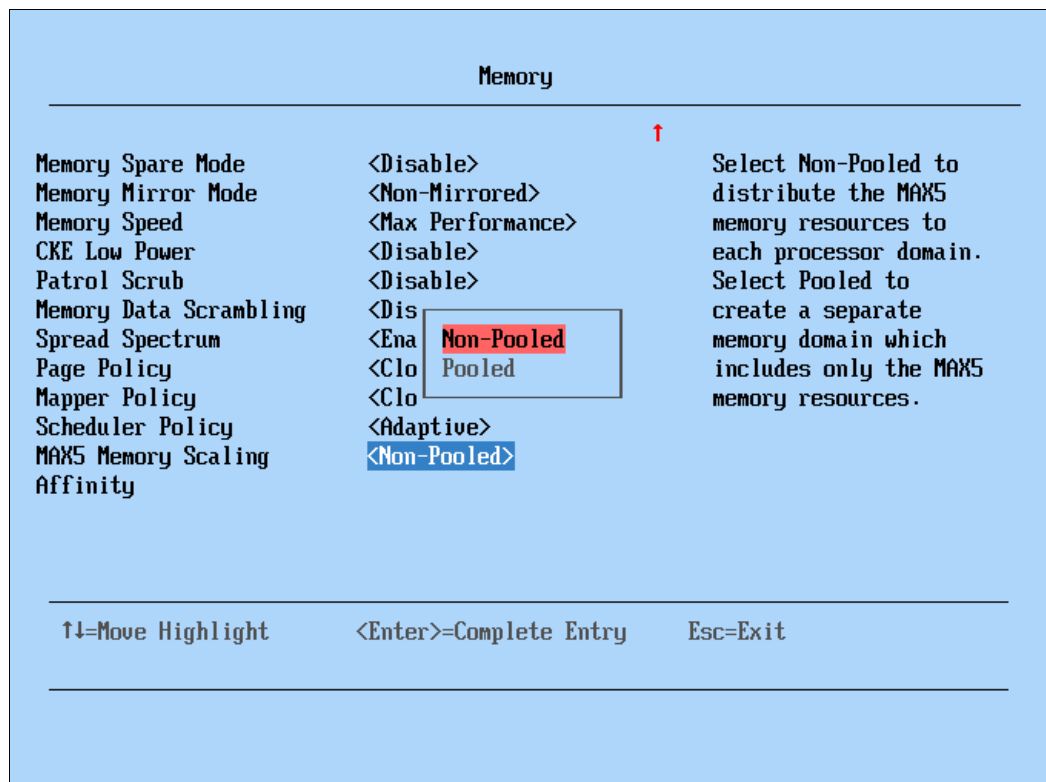 Memory
↑
Memory Spare Mode <Disable> Select Non-Pooled to
Memory Mirror Mode <Non-Mirrored> distribute the MAX5
Memory Speed <Max Performance> memory resources to
CKE Low Power <Disable> each processor domain.
Patrol Scrub <Disable> Select Pooled to
Memory Data Scrambling <Dis create a separate
Spread Spectrum <Ena Non-Pooled memory domain which
Page Policy <Clo Pooled includes only the MAX5
Mapper Policy <Clo memory resources.
Scheduler Policy <Adaptive>
MAX5 Memory Scaling <Non-Pooled>
Affinity
↑↓=Move Highlight <Enter>=Complete Entry Esc=Exit